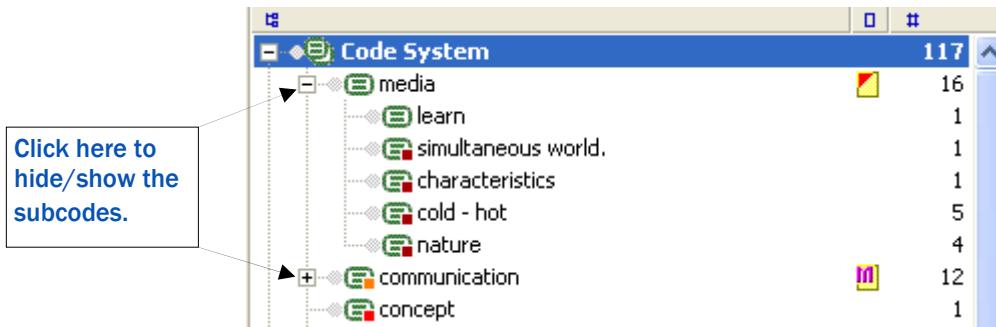 #
Code System 117
media 16
learn 1
simultaneous world. 1
characteristics 1
cold - hot 5
nature 4
communication 12
concept 1
Click here to
hide/show the
subcodes.